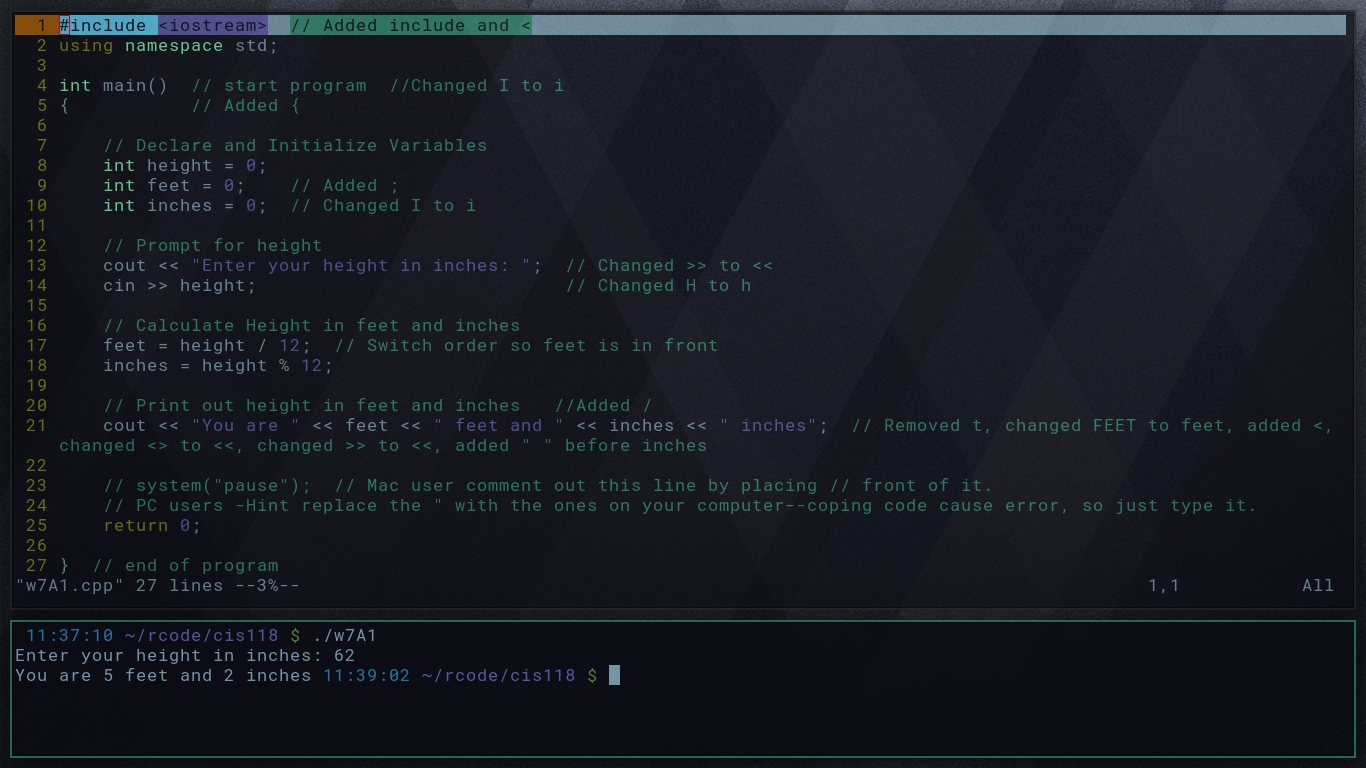 1 #include <iostream>  // Added include and <
2 using namespace std;
3
4 int main()  // start program  //Changed I to i
5 {           // Added {
6
7     // Declare and Initialize Variables
8     int height = 0;
9     int feet = 0;    // Added ;
10     int inches = 0;  // Changed I to i
11
12     // Prompt for height
13     cout << "Enter your height in inches: ";  // Changed >> to <<
14     cin >> height;                            // Changed H to h
15
16     // Calculate Height in feet and inches
17     feet = height / 12;  // Switch order so feet is in front
18     inches = height % 12;
19
20     // Print out height in feet and inches   //Added /
21     cout << "You are " << feet << " feet and " << inches << " inches";  // Removed t, changed FEET to feet, added <,
changed <> to <<, changed >> to <<, added " " before inches
22
23     // system("pause");  // Mac user comment out this line by placing // front of it.
24     // PC users -Hint replace the " with the ones on your computer--coping code cause error, so just type it.
25     return 0;
26
27 }  // end of program
"w7A1.cpp" 27 lines --3%-- 1,1 All
11:37:10 ~/rcode/cis118 $ ./w7A1
Enter your height in inches: 62
You are 5 feet and 2 inches 11:39:02 ~/rcode/cis118 $